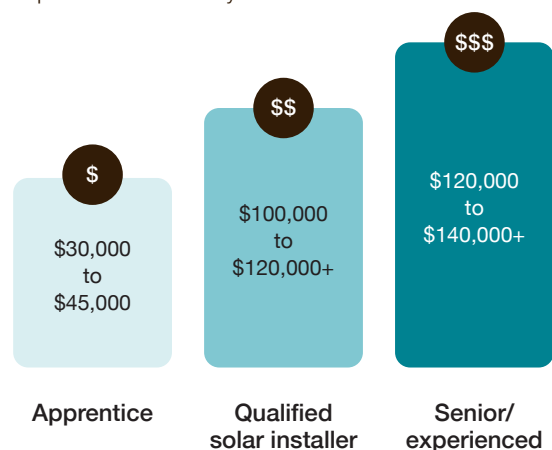 $
$$
$$$
$30,000
to
$45,000
$100,000
to
$120,000+
$120,000
to
$140,000+
Apprentice
Qualified
solar installer
Senior/
experienced